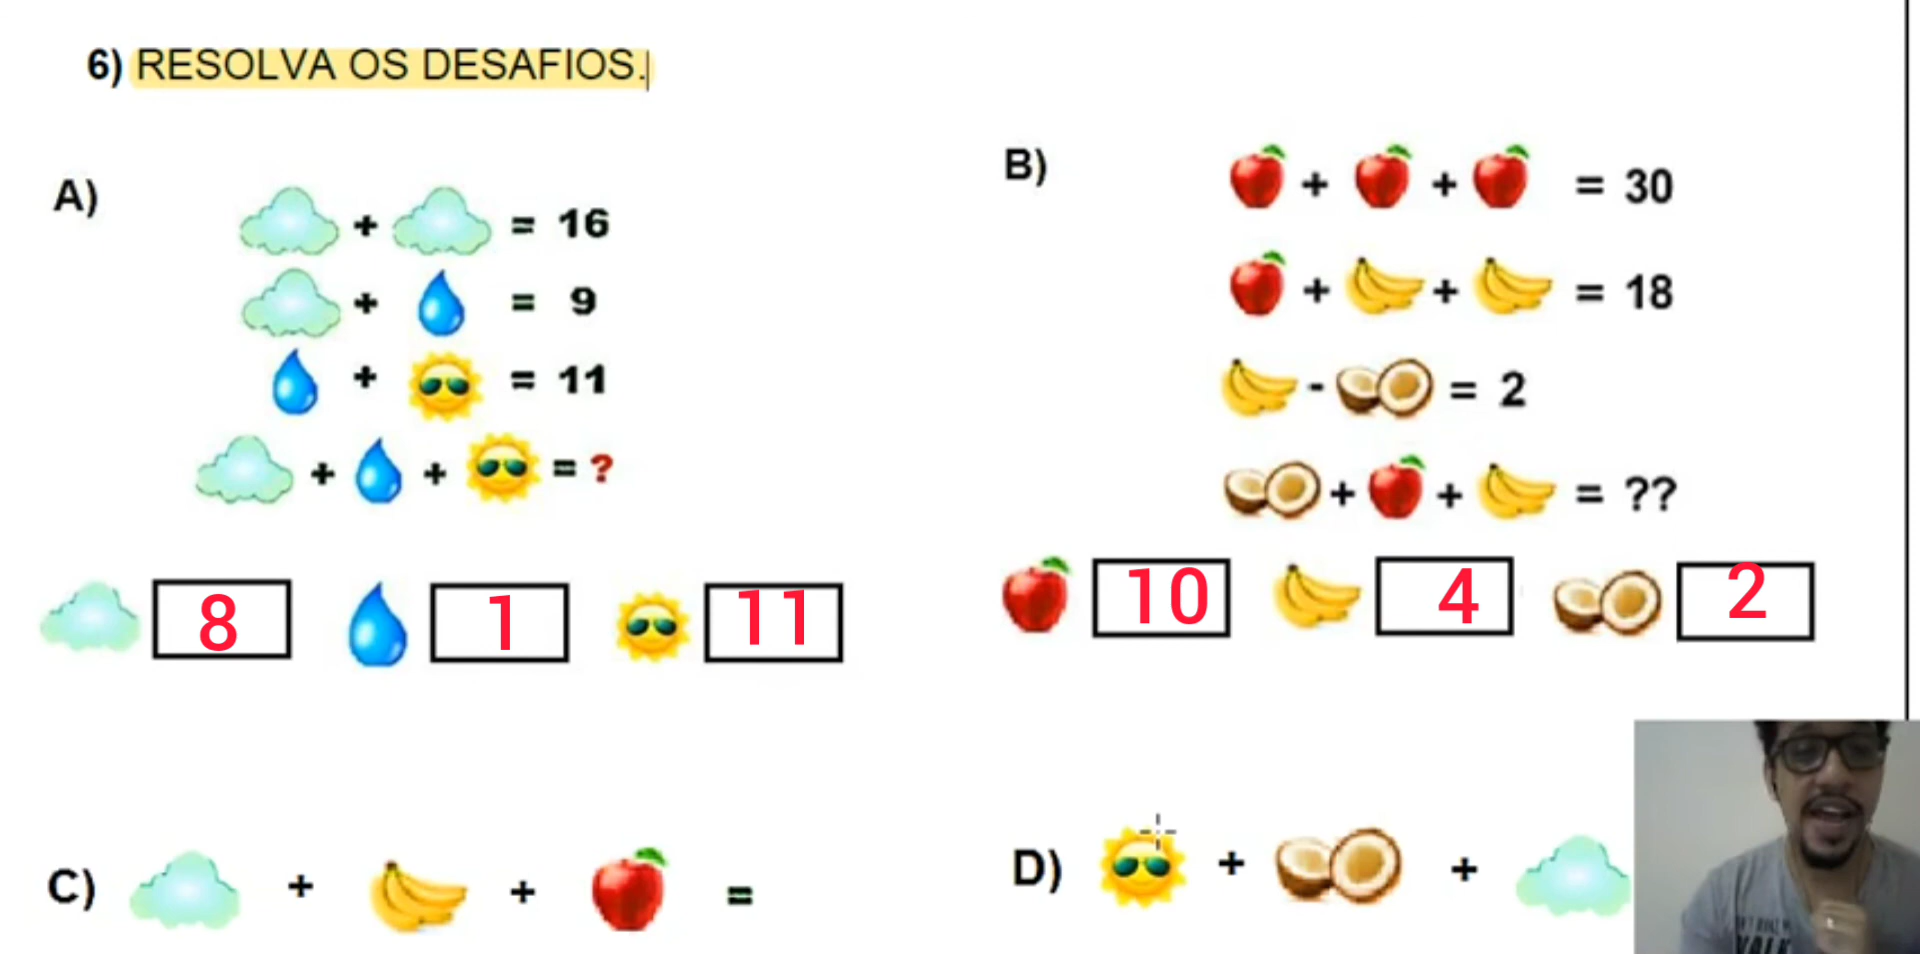 6) RESOLVA OS DESAFIOS.
A)
+ = 16
+ = 9
+ = 11
+ + = ?
8 1 11
B)
+ + = 30
+ + = 18
- = 2
+ + = ??
10 4 2
C) + + =
D) + +